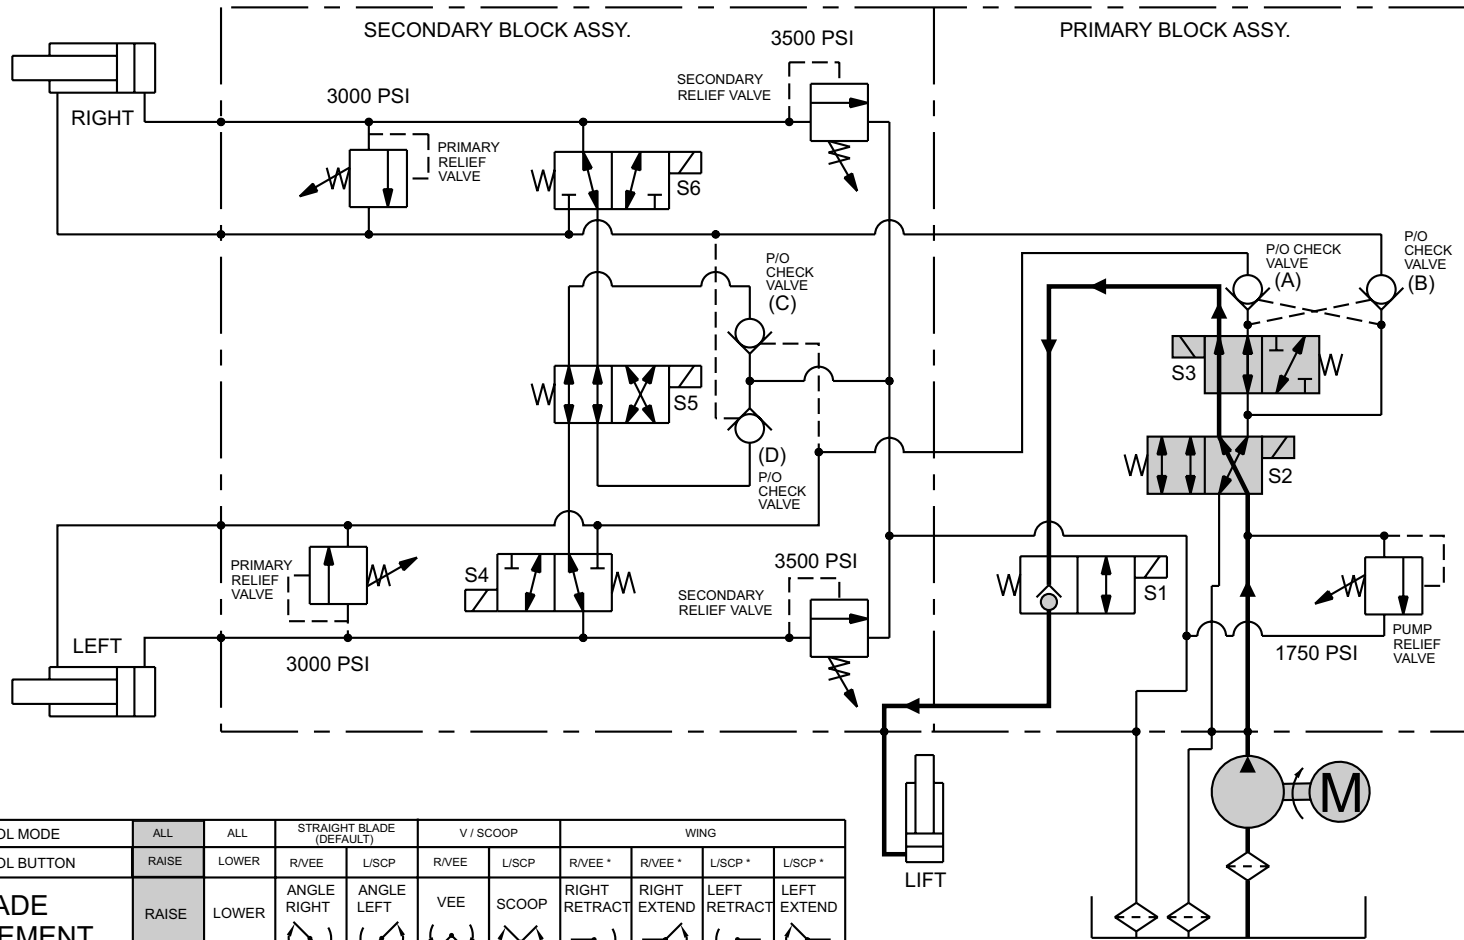 SECONDARY BLOCK ASSY.
PRIMARY BLOCK ASSY.
3500 PSI
SECONDARY
RELIEF VALVE
3000 PSI
RIGHT
PRIMARY
RELIEF
VALVE
S6
P/O
CHECK
VALVE
(C)
P/O CHECK
VALVE
(A)
P/O
CHECK
VALVE
(B)
S3
S5
(D)
P/O
CHECK
VALVE
S2
PRIMARY
RELIEF
VALVE
S4
3500 PSI
SECONDARY
RELIEF VALVE
S1
LEFT
3000 PSI
1750 PSI
PUMP
RELIEF
VALVE
M
LIFT
OL MODE ALL ALL STRAIGHT BLADE (DEFAULT) V / SCOOP WING
OL BUTTON RAISE LOWER R/VEE L/SCP R/VEE L/SCP R/VEE * R/VEE * L/SCP * L/SCP *
ADE
EMENT
RAISE
LOWER
ANGLE
RIGHT
ANGLE
LEFT
VEE
SCOOP
RIGHT
RETRACT
RIGHT
EXTEND
LEFT
RETRACT
LEFT
EXTEND